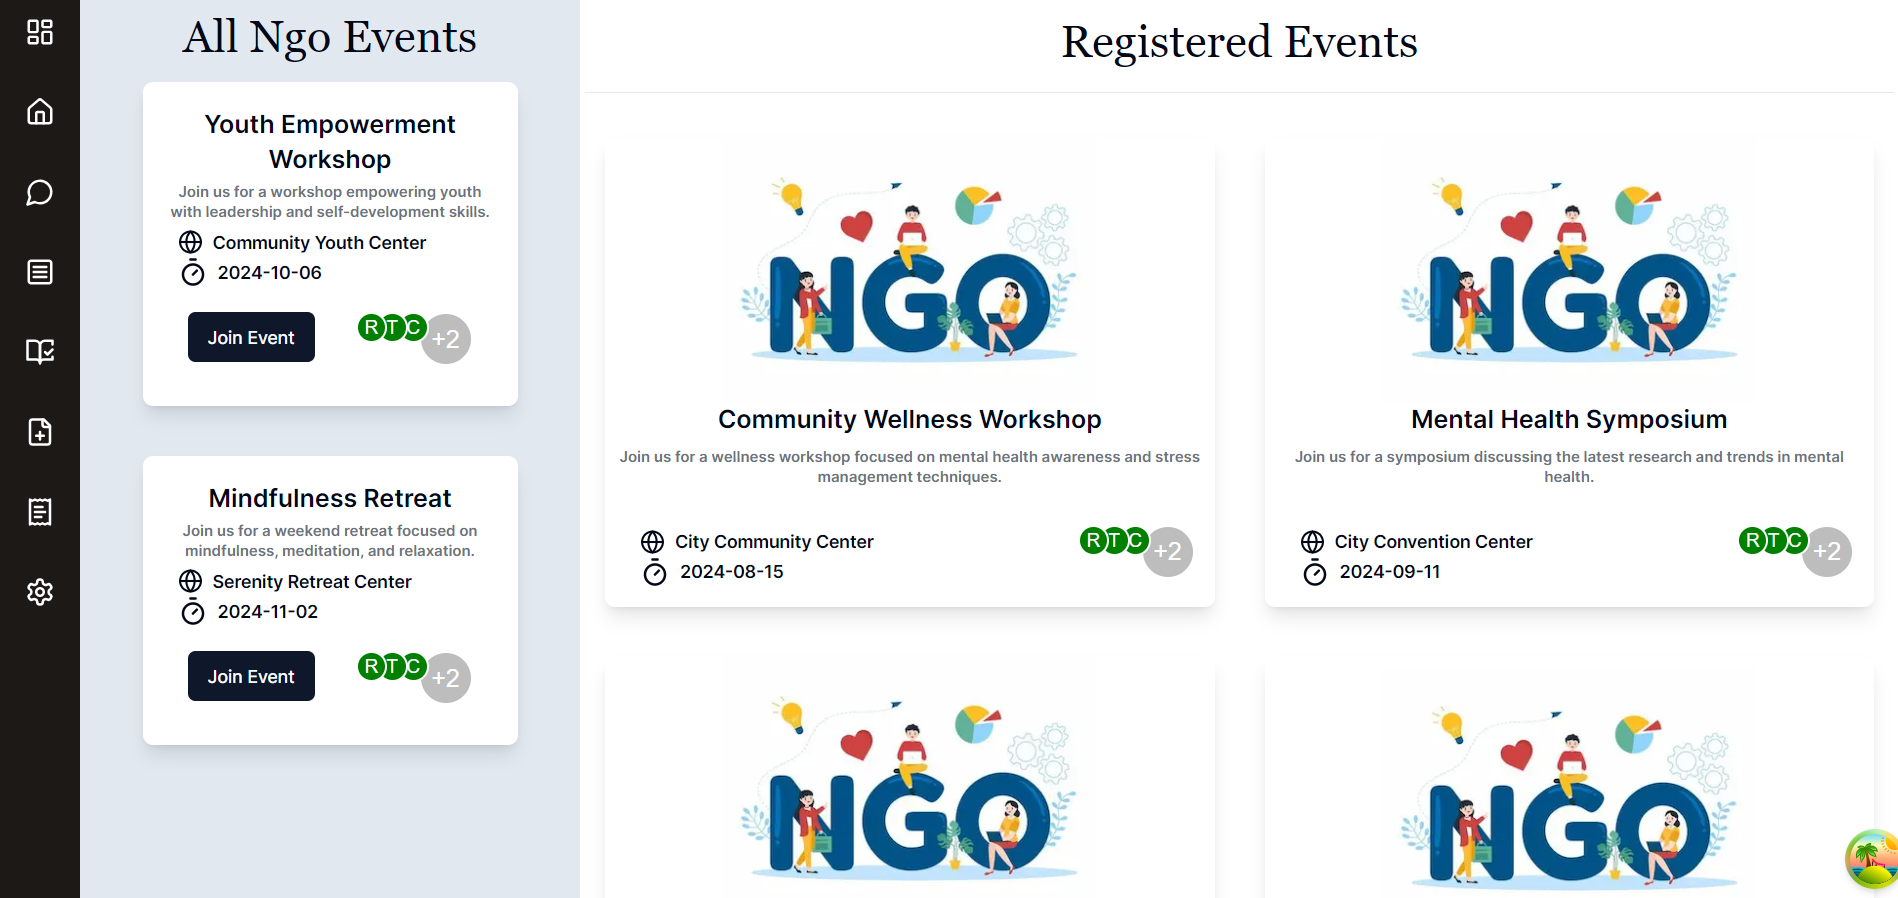 All Ngo Events
Youth Empowerment
Workshop
Join us for a workshop empowering youth
with leadership and self-development skills.
Community Youth Center
2024-10-06
Join Event
R T C +2
Mindfulness Retreat
Join us for a weekend retreat focused on
mindfulness, meditation, and relaxation.
Serenity Retreat Center
2024-11-02
Join Event
R T C +2
Registered Events
NGO
Community Wellness Workshop
Join us for a wellness workshop focused on mental health awareness and stress
management techniques.
City Community Center
2024-08-15
R T C +2
NGO
Mental Health Symposium
Join us for a symposium discussing the latest research and trends in mental
health.
City Convention Center
2024-09-11
R T C +2
NGO
NGO